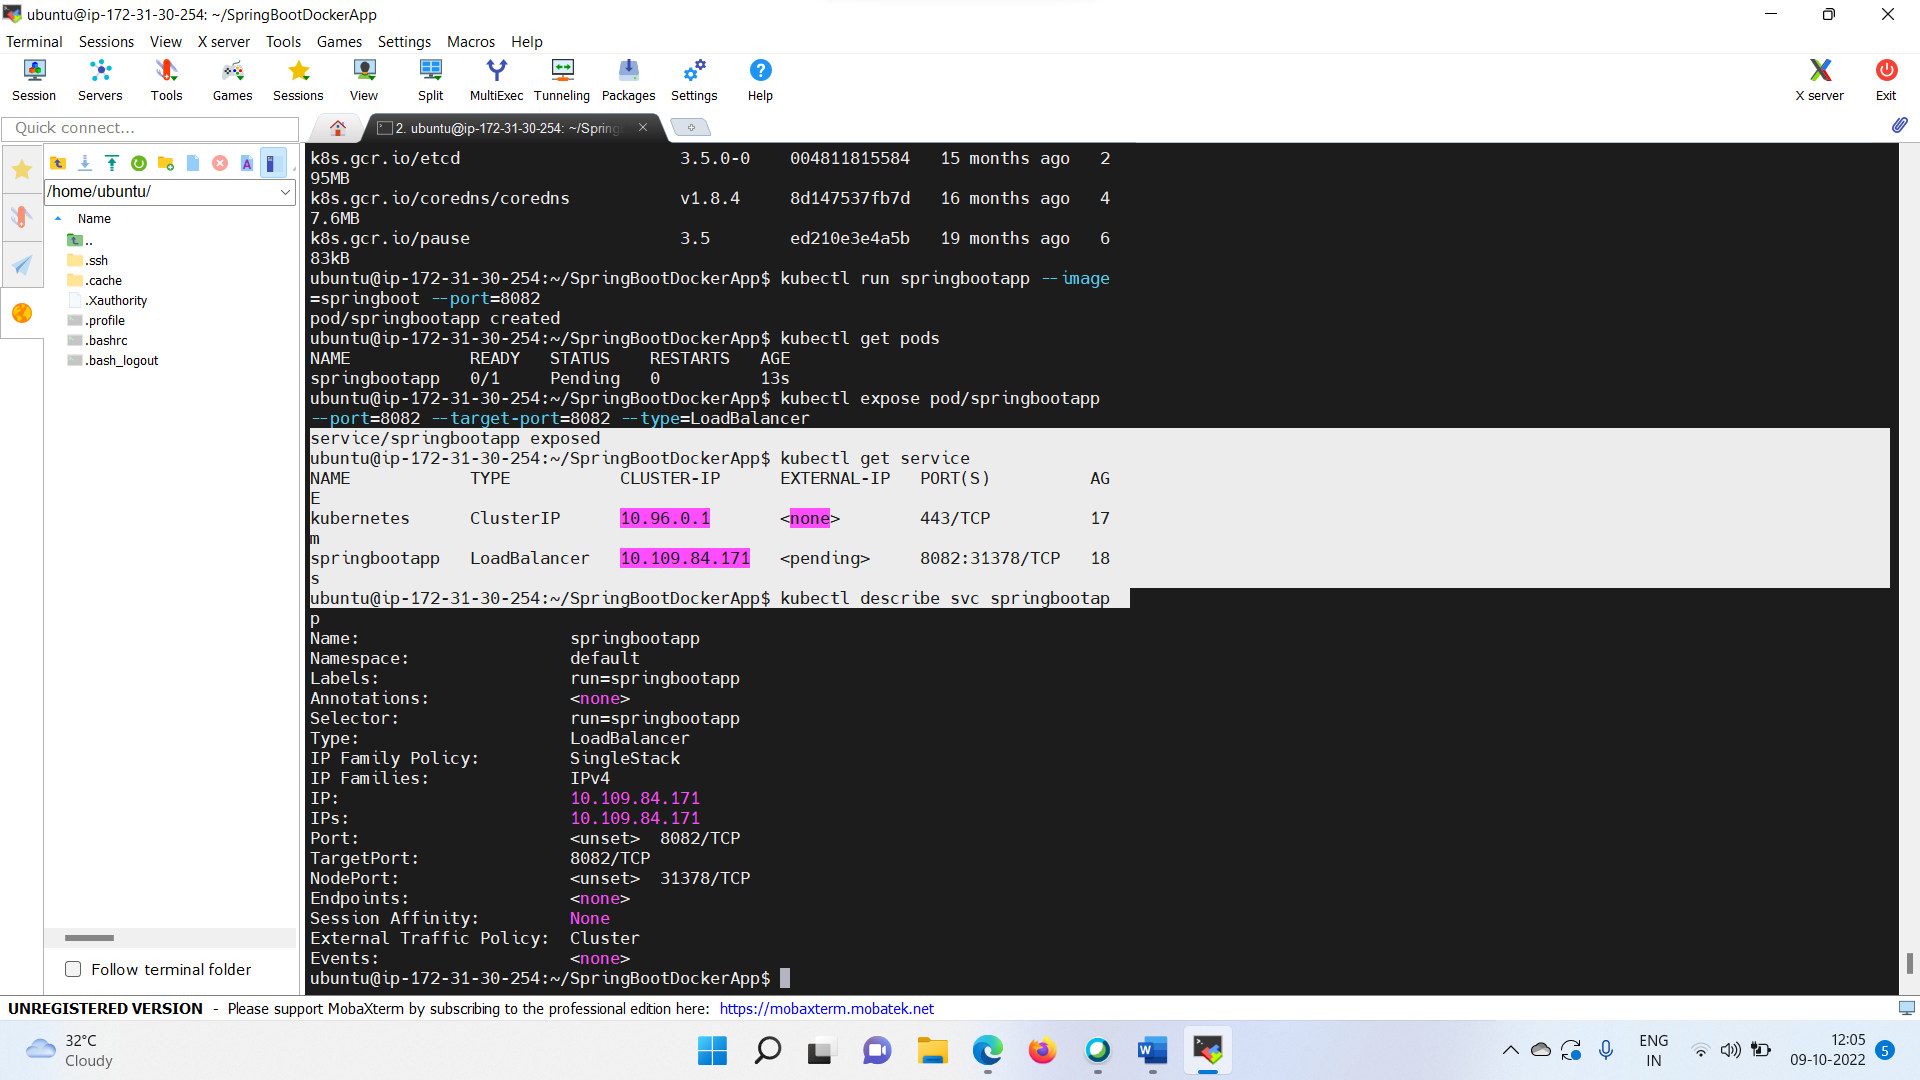 ubuntu@ip-172-31-30-254: ~/SpringBootDockerApp
Terminal Sessions View X server Tools Games Settings Macros Help
Session Servers Tools Games Sessions View Split MultiExec Tunneling Packages Settings Help X server Exit
Quick connect...
2. ubuntu@ip-172-31-30-254: ~/Spring
/home/ubuntu/
Name
..
.ssh
.cache
.Xauthority
.profile
.bashrc
.bash_logout
Follow terminal folder
k8s.gcr.io/etcd 3.5.0-0 004811815584 15 months ago 2
95MB
k8s.gcr.io/coredns/coredns v1.8.4 8d147537fb7d 16 months ago 4
7.6MB
k8s.gcr.io/pause 3.5 ed210e3e4a5b 19 months ago 6
83kB
ubuntu@ip-172-31-30-254:~/SpringBootDockerApp$ kubectl run springbootapp --image
=springboot --port=8082
pod/springbootapp created
ubuntu@ip-172-31-30-254:~/SpringBootDockerApp$ kubectl get pods
NAME READY STATUS RESTARTS AGE
springbootapp 0/1 Pending 0 13s
ubuntu@ip-172-31-30-254:~/SpringBootDockerApp$ kubectl expose pod/springbootapp
--port=8082 --target-port=8082 --type=LoadBalancer
service/springbootapp exposed
ubuntu@ip-172-31-30-254:~/SpringBootDockerApp$ kubectl get service
NAME TYPE CLUSTER-IP EXTERNAL-IP PORT(S) AG
E
kubernetes ClusterIP 10.96.0.1 <none> 443/TCP 17
m
springbootapp LoadBalancer 10.109.84.171 <pending> 8082:31378/TCP 18
s
ubuntu@ip-172-31-30-254:~/SpringBootDockerApp$ kubectl describe svc springbootap
p
Name: springbootapp
Namespace: default
Labels: run=springbootapp
Annotations: <none>
Selector: run=springbootapp
Type: LoadBalancer
IP Family Policy: SingleStack
IP Families: IPv4
IP: 10.109.84.171
IPs: 10.109.84.171
Port: <unset> 8082/TCP
TargetPort: 8082/TCP
NodePort: <unset> 31378/TCP
Endpoints: <none>
Session Affinity: None
External Traffic Policy: Cluster
Events: <none>
ubuntu@ip-172-31-30-254:~/SpringBootDockerApp$
UNREGISTERED VERSION - Please support MobaXterm by subscribing to the professional edition here: https://mobaxterm.mobatek.net
32°C
Cloudy
ENG
IN
12:05
09-10-2022
5